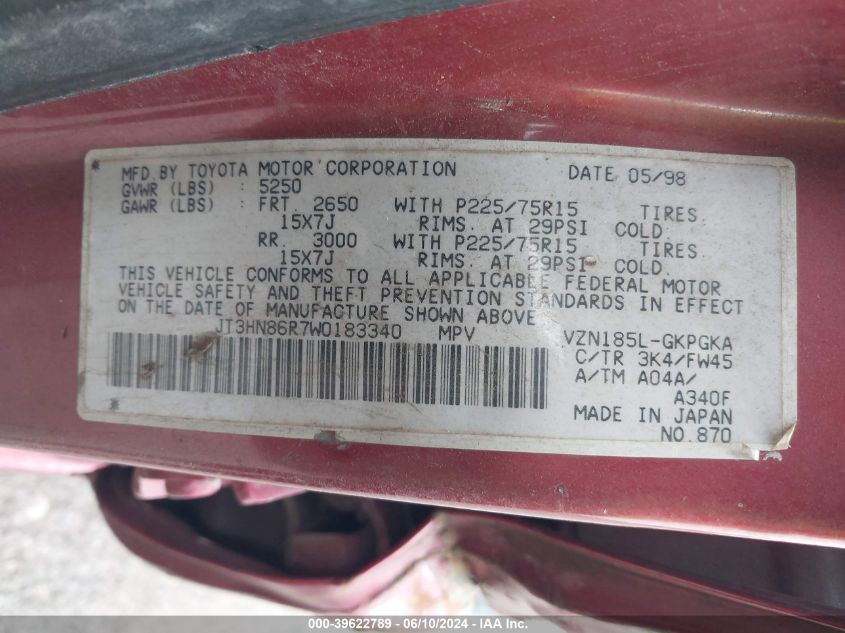 MFD. BY TOYOTA MOTOR CORPORATION DATE 05/98
GVWR (LBS) : 5250
GAWR (LBS) : FRT. 2650 WITH P225/75R15 TIRES.
15X7J RIMS. AT 29PSI COLD.
RR. 3000 WITH P225/75R15 TIRES.
15X7J RIMS. AT 29PSI COLD.
THIS VEHICLE CONFORMS TO ALL APPLICABLE FEDERAL MOTOR
VEHICLE SAFETY AND THEFT PREVENTION STANDARDS IN EFFECT
ON THE DATE OF MANUFACTURE SHOWN ABOVE.
JT3HN86R7W0183340 MPV VZN185L-GKPGKA
C/TR 3K4/FW45
A/TM A04A/
A340F
MADE IN JAPAN
NO.870
000-39622789 - 06/10/2024 - IAA Inc.